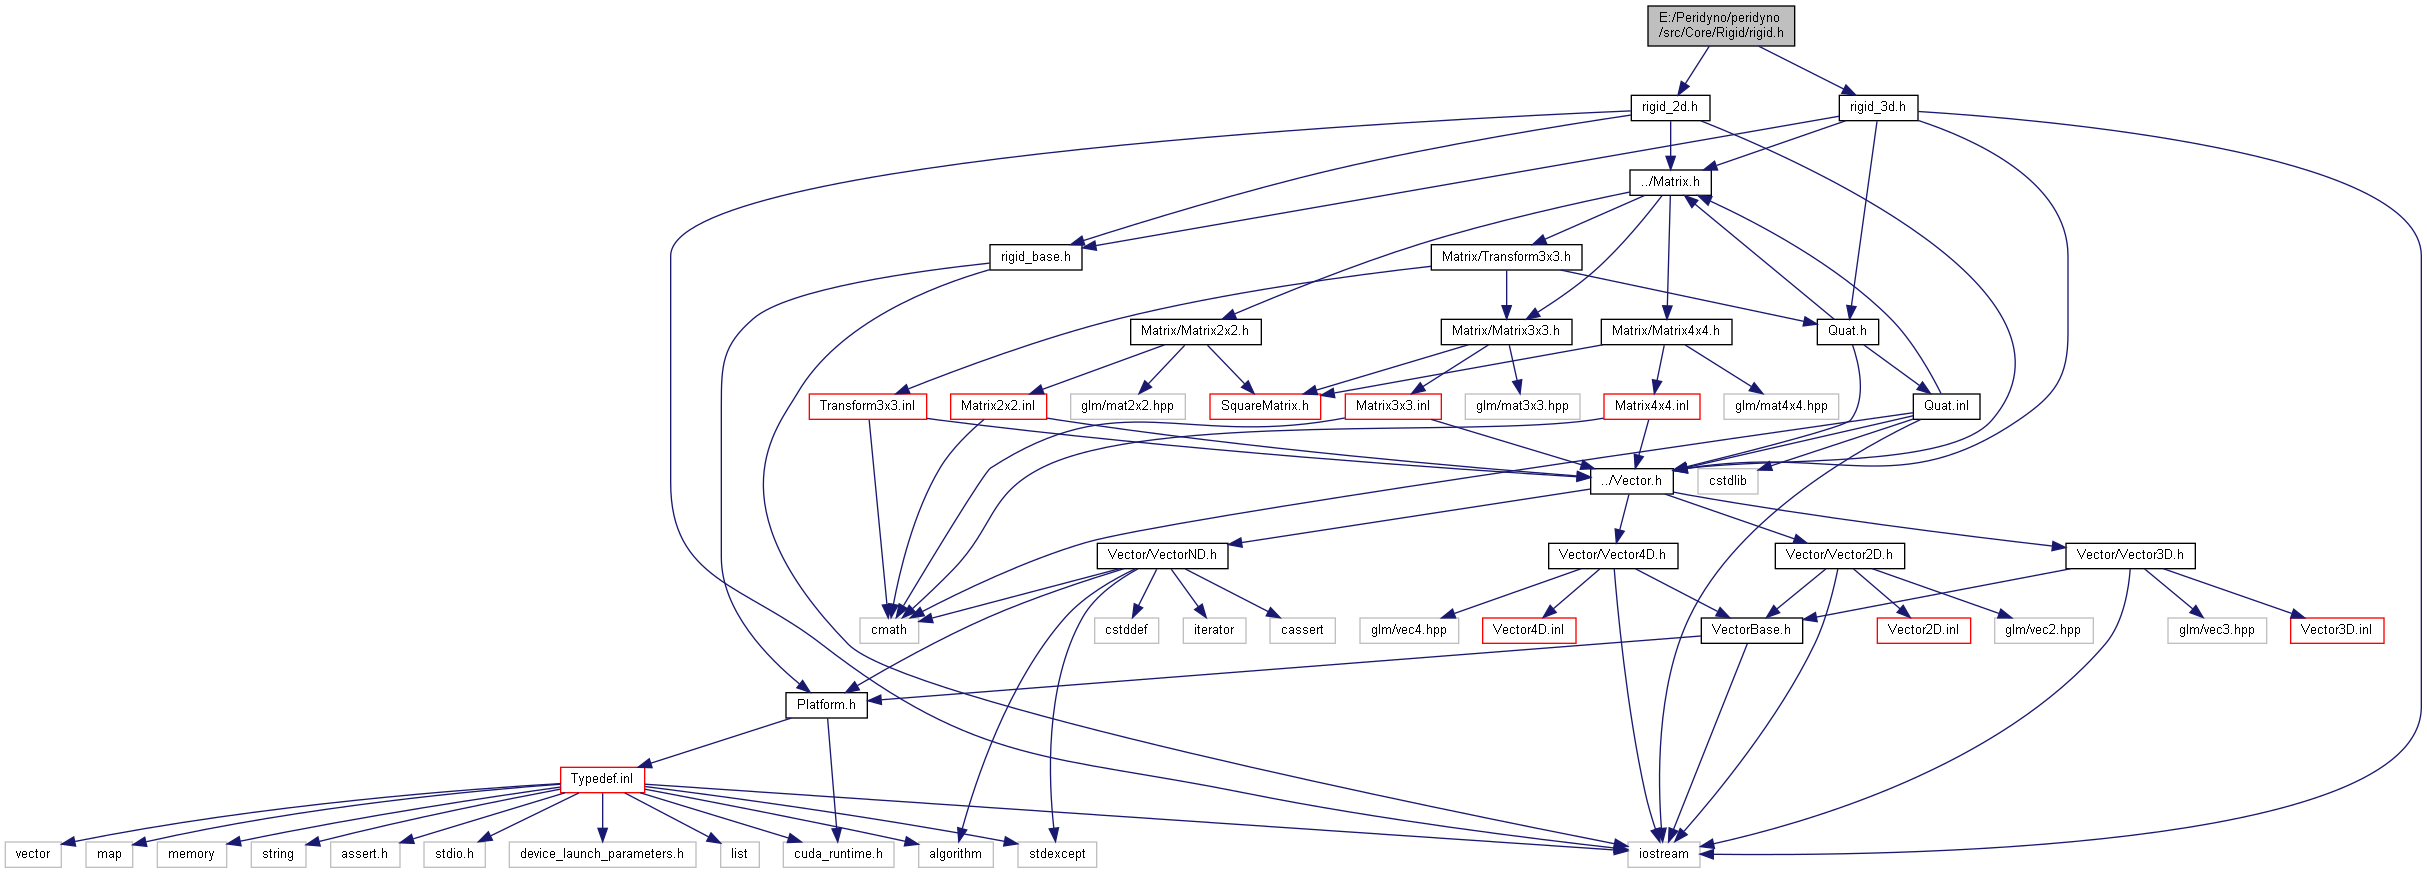 E:/Peridyno/peridyno
/src/Core/Rigid/rigid.h
rigid_2d.h
rigid_3d.h
../Matrix.h
rigid_base.h
Matrix/Transform3x3.h
Matrix/Matrix2x2.h
Matrix/Matrix3x3.h
Matrix/Matrix4x4.h
Quat.h
Transform3x3.inl
Matrix2x2.inl
glm/mat2x2.hpp
SquareMatrix.h
Matrix3x3.inl
glm/mat3x3.hpp
Matrix4x4.inl
glm/mat4x4.hpp
Quat.inl
../Vector.h
cstdlib
Vector/VectorND.h
Vector/Vector4D.h
Vector/Vector2D.h
Vector/Vector3D.h
cmath
cstddef
iterator
cassert
glm/vec4.hpp
Vector4D.inl
VectorBase.h
Vector2D.inl
glm/vec2.hpp
glm/vec3.hpp
Vector3D.inl
Platform.h
Typedef.inl
vector
map
memory
string
assert.h
stdio.h
device_launch_parameters.h
list
cuda_runtime.h
algorithm
stdexcept
iostream